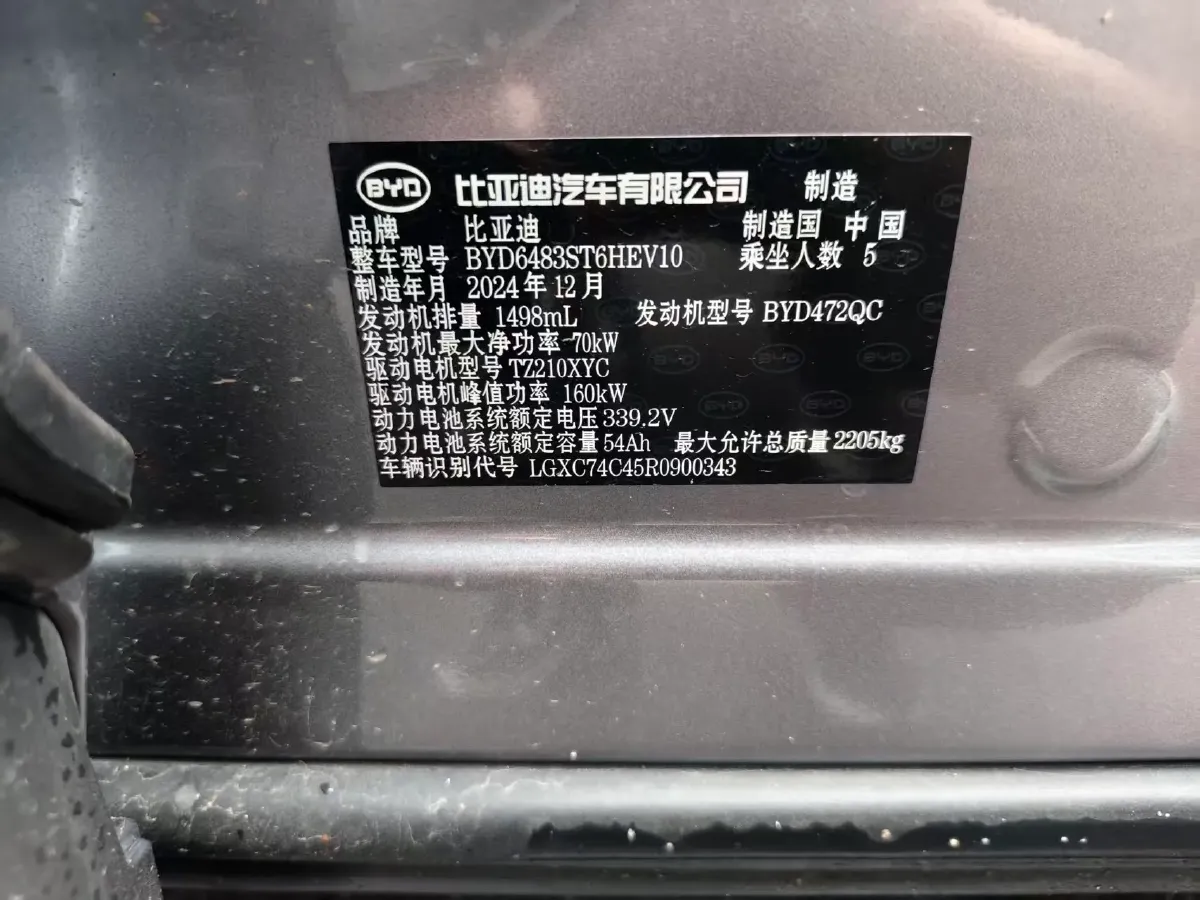 BYD 比亚迪汽车有限公司 制造
品牌 比亚迪 制造国 中国
整车型号 BYD6483ST6HEV10 乘坐人数 5
制造年月 2024年12月
发动机排量 1498mL 发动机型号 BYD472QC
发动机最大净功率 70kW
驱动电机型号 TZ210XYC
驱动电机峰值功率 160kW
动力电池系统额定电压 339.2V
动力电池系统额定容量 54Ah 最大允许总质量 2205kg
车辆识别代号 LGXC74C45R0900343